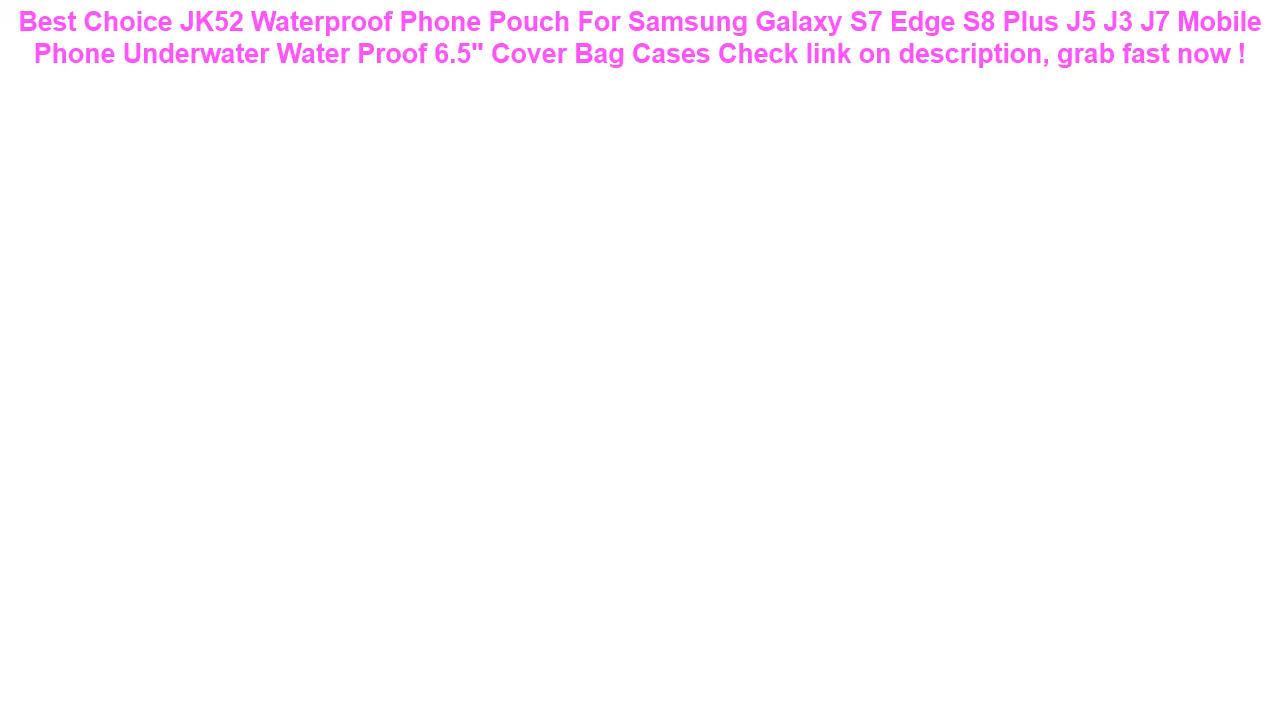 Best Choice JK52 Waterproof Phone Pouch For Samsung Galaxy S7 Edge S8 Plus J5 J3 J7 Mobile
Phone Underwater Water Proof 6.5" Cover Bag Cases Check link on description, grab fast now !